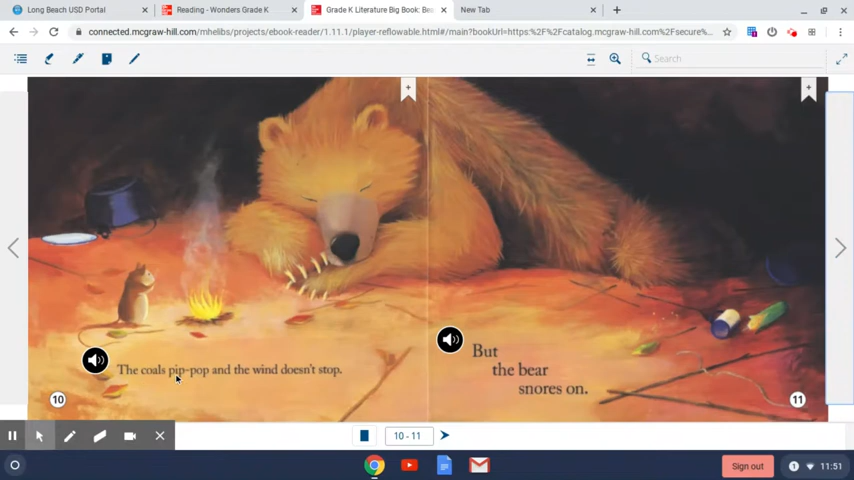 Long Beach USD Portal
Reading - Wonders Grade K
Grade K Literature Big Book: Bea
New Tab
connected.mcgraw-hill.com/mhelibs/projects/ebook-reader/1.11.1/player-reflowable.html#/main?bookUrl=https:%2F%2Fcatalog.mcgraw-hill.com%2Fsecure%...
Search
The coals pip-pop and the wind doesn't stop.
But
the bear
snores on.
10
11
10 - 11
Sign out
1
11:51